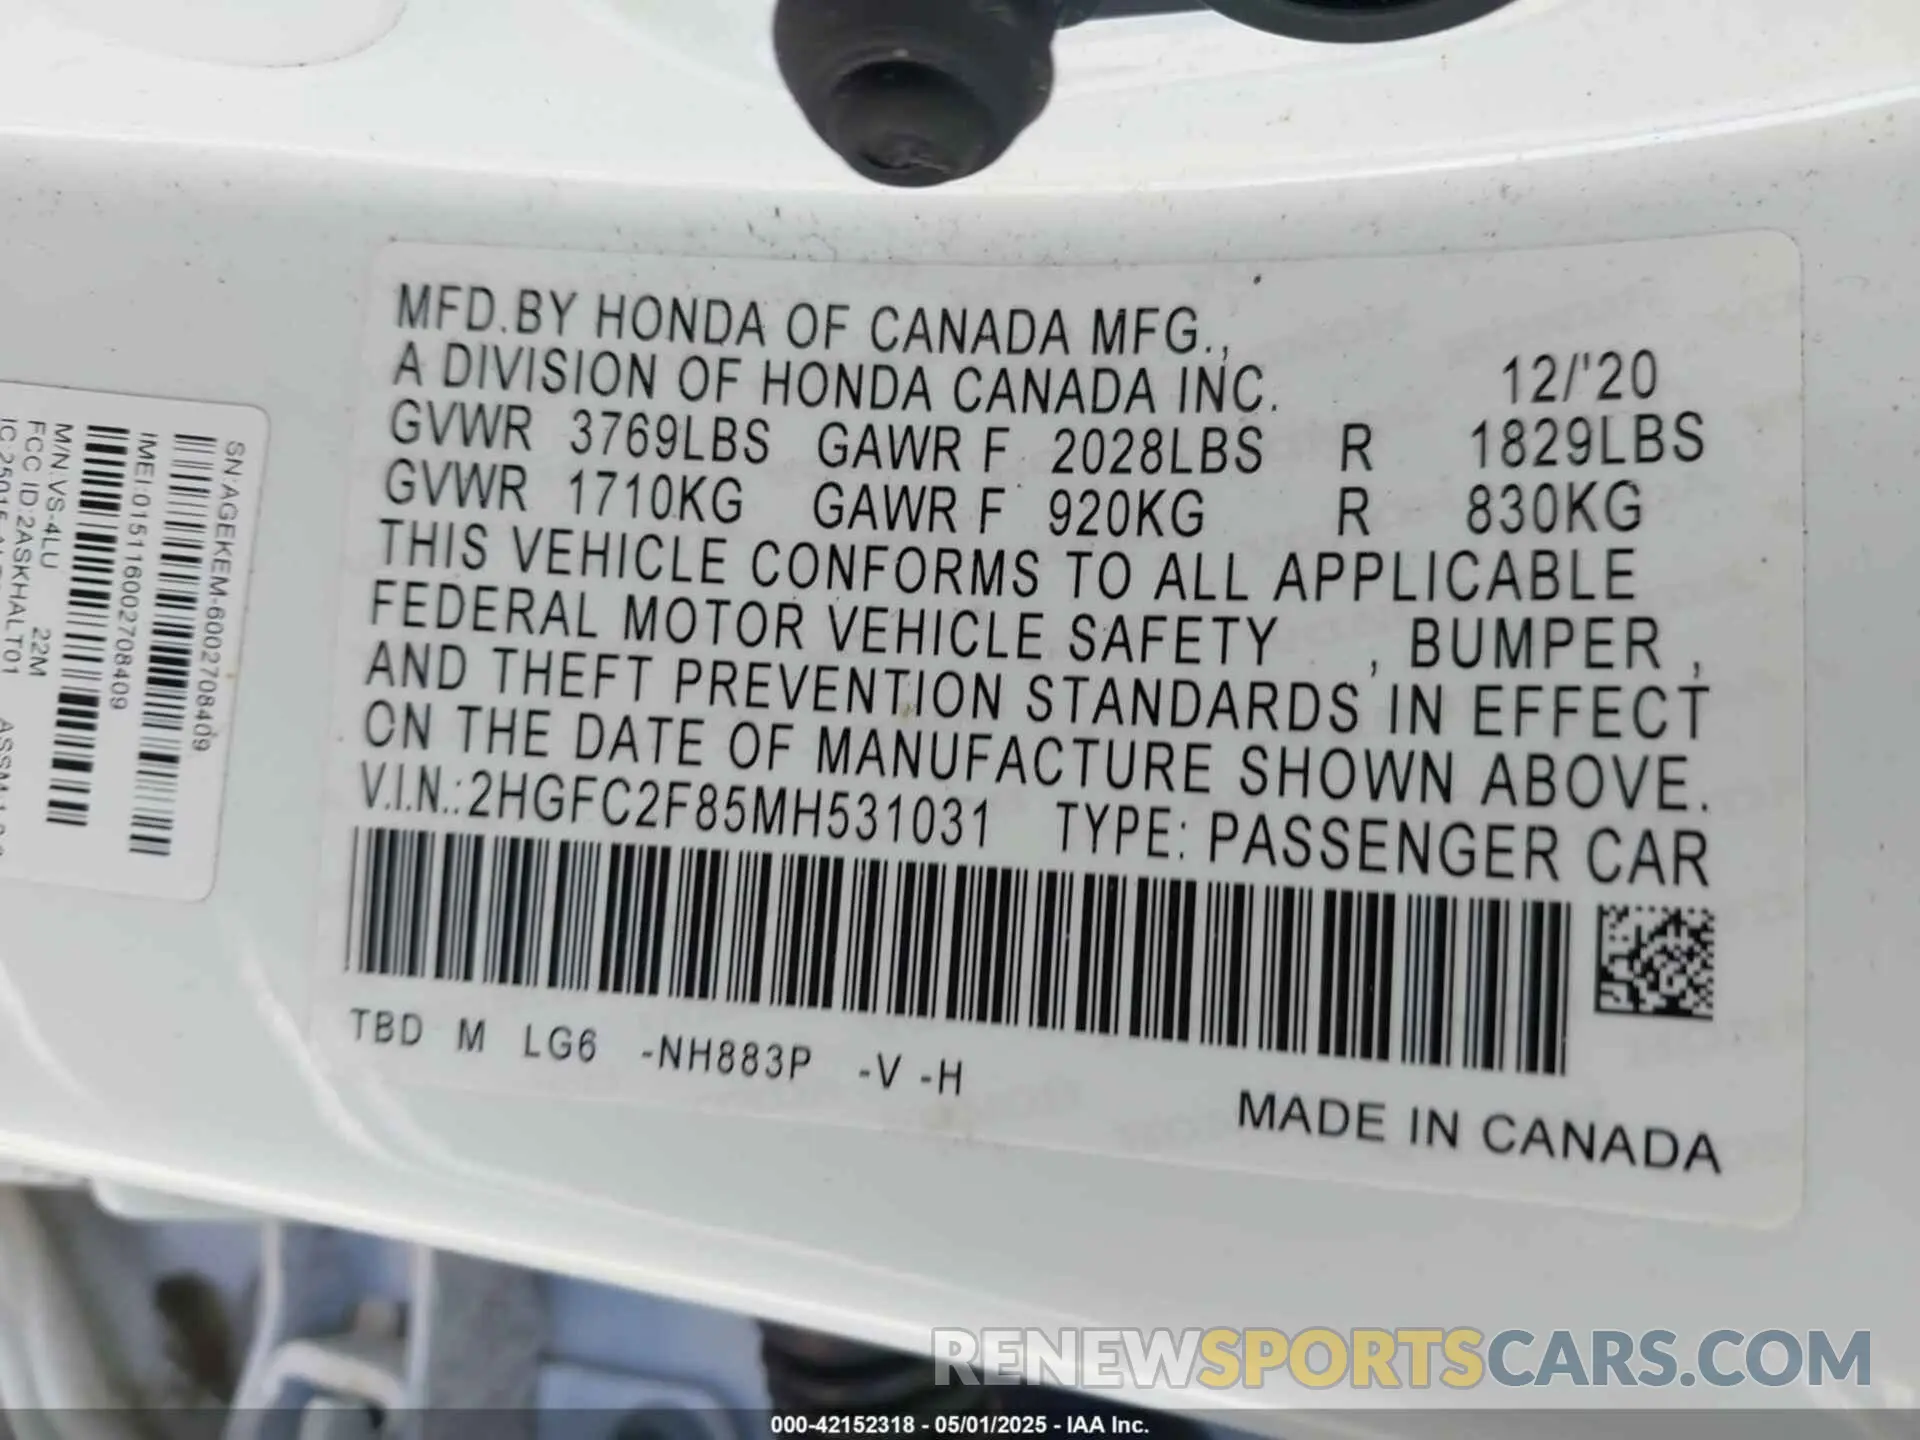 MFD.BY HONDA OF CANADA MFG.,
A DIVISION OF HONDA CANADA INC. 12/'20
GVWR 3769LBS GAWR F 2028LBS R 1829LBS
GVWR 1710KG GAWR F 920KG R 830KG
THIS VEHICLE CONFORMS TO ALL APPLICABLE
FEDERAL MOTOR VEHICLE SAFETY , BUMPER ,
AND THEFT PREVENTION STANDARDS IN EFFECT
ON THE DATE OF MANUFACTURE SHOWN ABOVE.
V.I.N.:2HGFC2F85MH531031 TYPE: PASSENGER CAR
TBD M LG6 -NH883P -V -H
MADE IN CANADA
SN:AGEKEM-6002708409
IMEI:015116002708409
M/N:VS-4LU 22M
FCC ID:2ASKHALT01
RENEWSPORTSCARS.COM
000-42152318 - 05/01/2025 - IAA Inc.